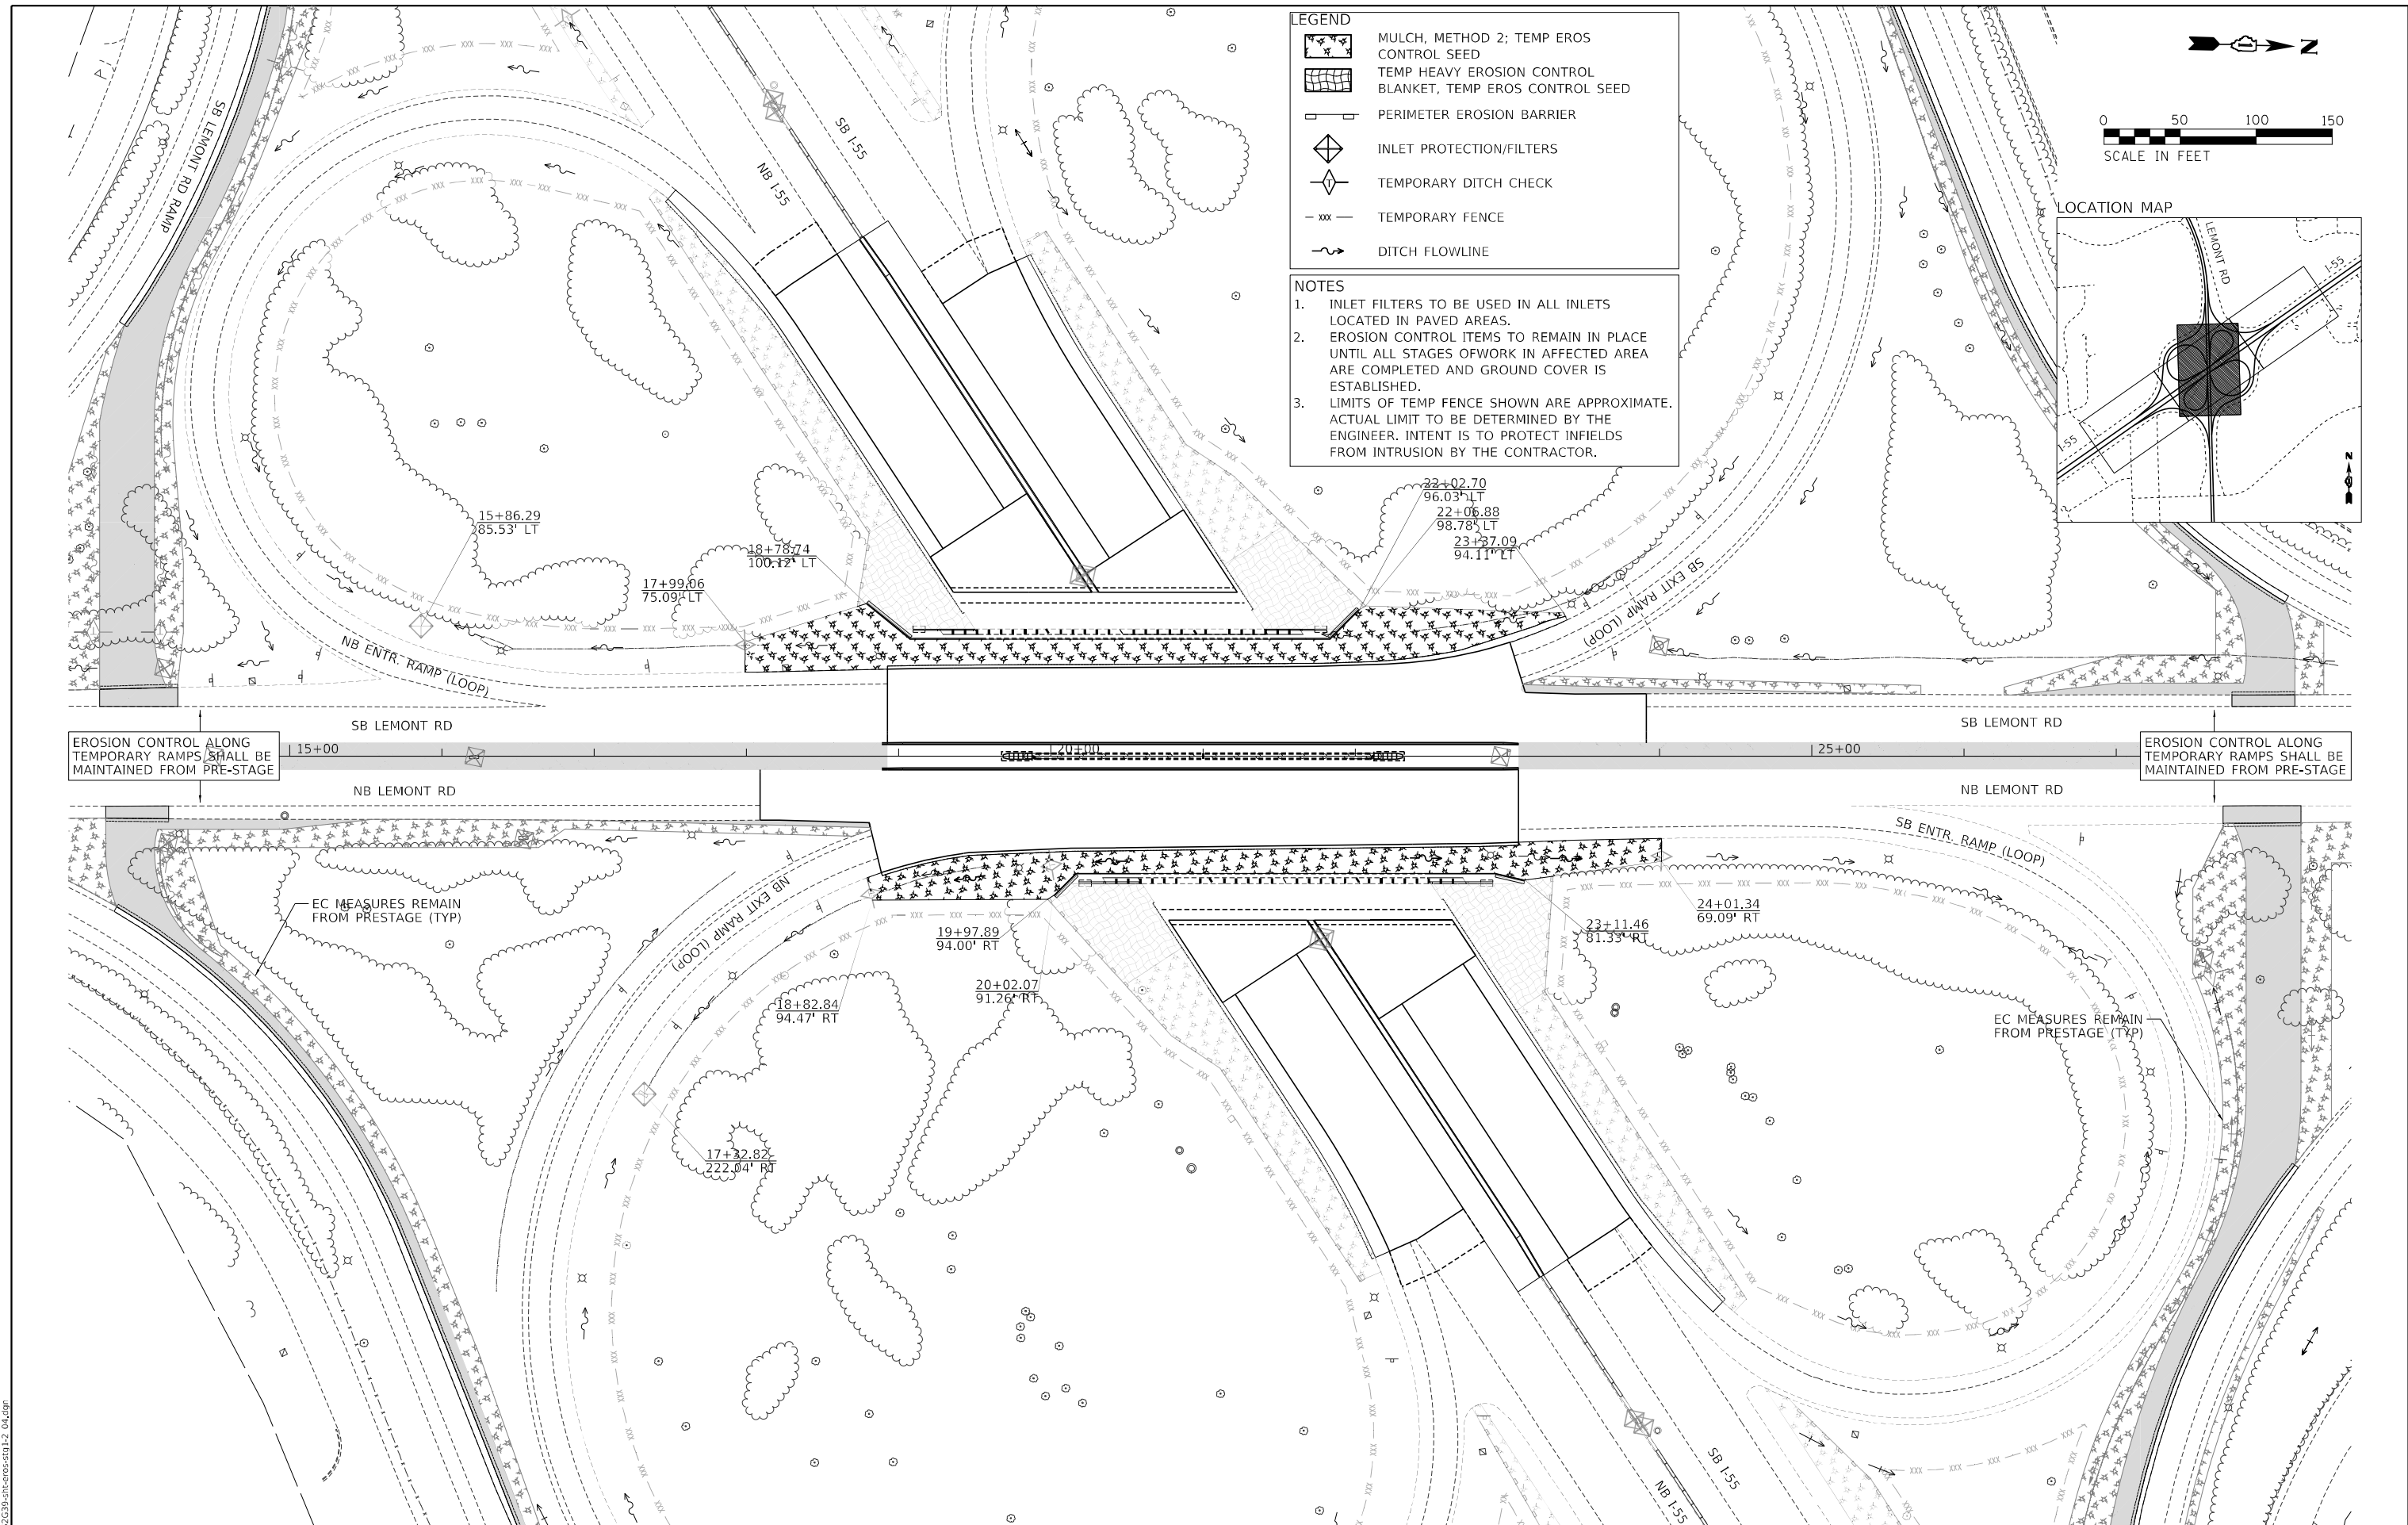 LEGEND
MULCH, METHOD 2; TEMP EROS
CONTROL SEED
TEMP HEAVY EROSION CONTROL
BLANKET, TEMP EROS CONTROL SEED
PERIMETER EROSION BARRIER
INLET PROTECTION/FILTERS
T
TEMPORARY DITCH CHECK
XXX
TEMPORARY FENCE
DITCH FLOWLINE
NOTES
1. INLET FILTERS TO BE USED IN ALL INLETS
LOCATED IN PAVED AREAS.
2. EROSION CONTROL ITEMS TO REMAIN IN PLACE
UNTIL ALL STAGES OFWORK IN AFFECTED AREA
ARE COMPLETED AND GROUND COVER IS
ESTABLISHED.
3. LIMITS OF TEMP FENCE SHOWN ARE APPROXIMATE.
ACTUAL LIMIT TO BE DETERMINED BY THE
ENGINEER. INTENT IS TO PROTECT INFIELDS
FROM INTRUSION BY THE CONTRACTOR.
N
0 50 100 150
SCALE IN FEET
LOCATION MAP
LEMONT RD
I-55
I-55
N
SB LEMONT RD RAMP
NB I-55
SB I-55
15+86.29
85.53' LT
18+78.74
100.12' LT
17+99.06
75.09' LT
22+02.70
96.03' LT
22+06.88
98.78' LT
23+37.09
94.11' LT
SB EXIT RAMP (LOOP)
NB ENTR. RAMP (LOOP)
SB LEMONT RD
SB LEMONT RD
EROSION CONTROL ALONG
TEMPORARY RAMPS SHALL BE
MAINTAINED FROM PRE-STAGE
15+00
20+00
25+00
EROSION CONTROL ALONG
TEMPORARY RAMPS SHALL BE
MAINTAINED FROM PRE-STAGE
NB LEMONT RD
NB LEMONT RD
SB ENTR. RAMP (LOOP)
NB EXIT RAMP (LOOP)
EC MEASURES REMAIN
FROM PRESTAGE (TYP)
19+97.89
94.00' RT
24+01.34
69.09' RT
23+11.46
81.33' RT
20+02.07
91.26' RT
18+82.84
94.47' RT
EC MEASURES REMAIN
FROM PRESTAGE (TYP)
17+32.82
222.04' RT
SB I-55
NB I-55